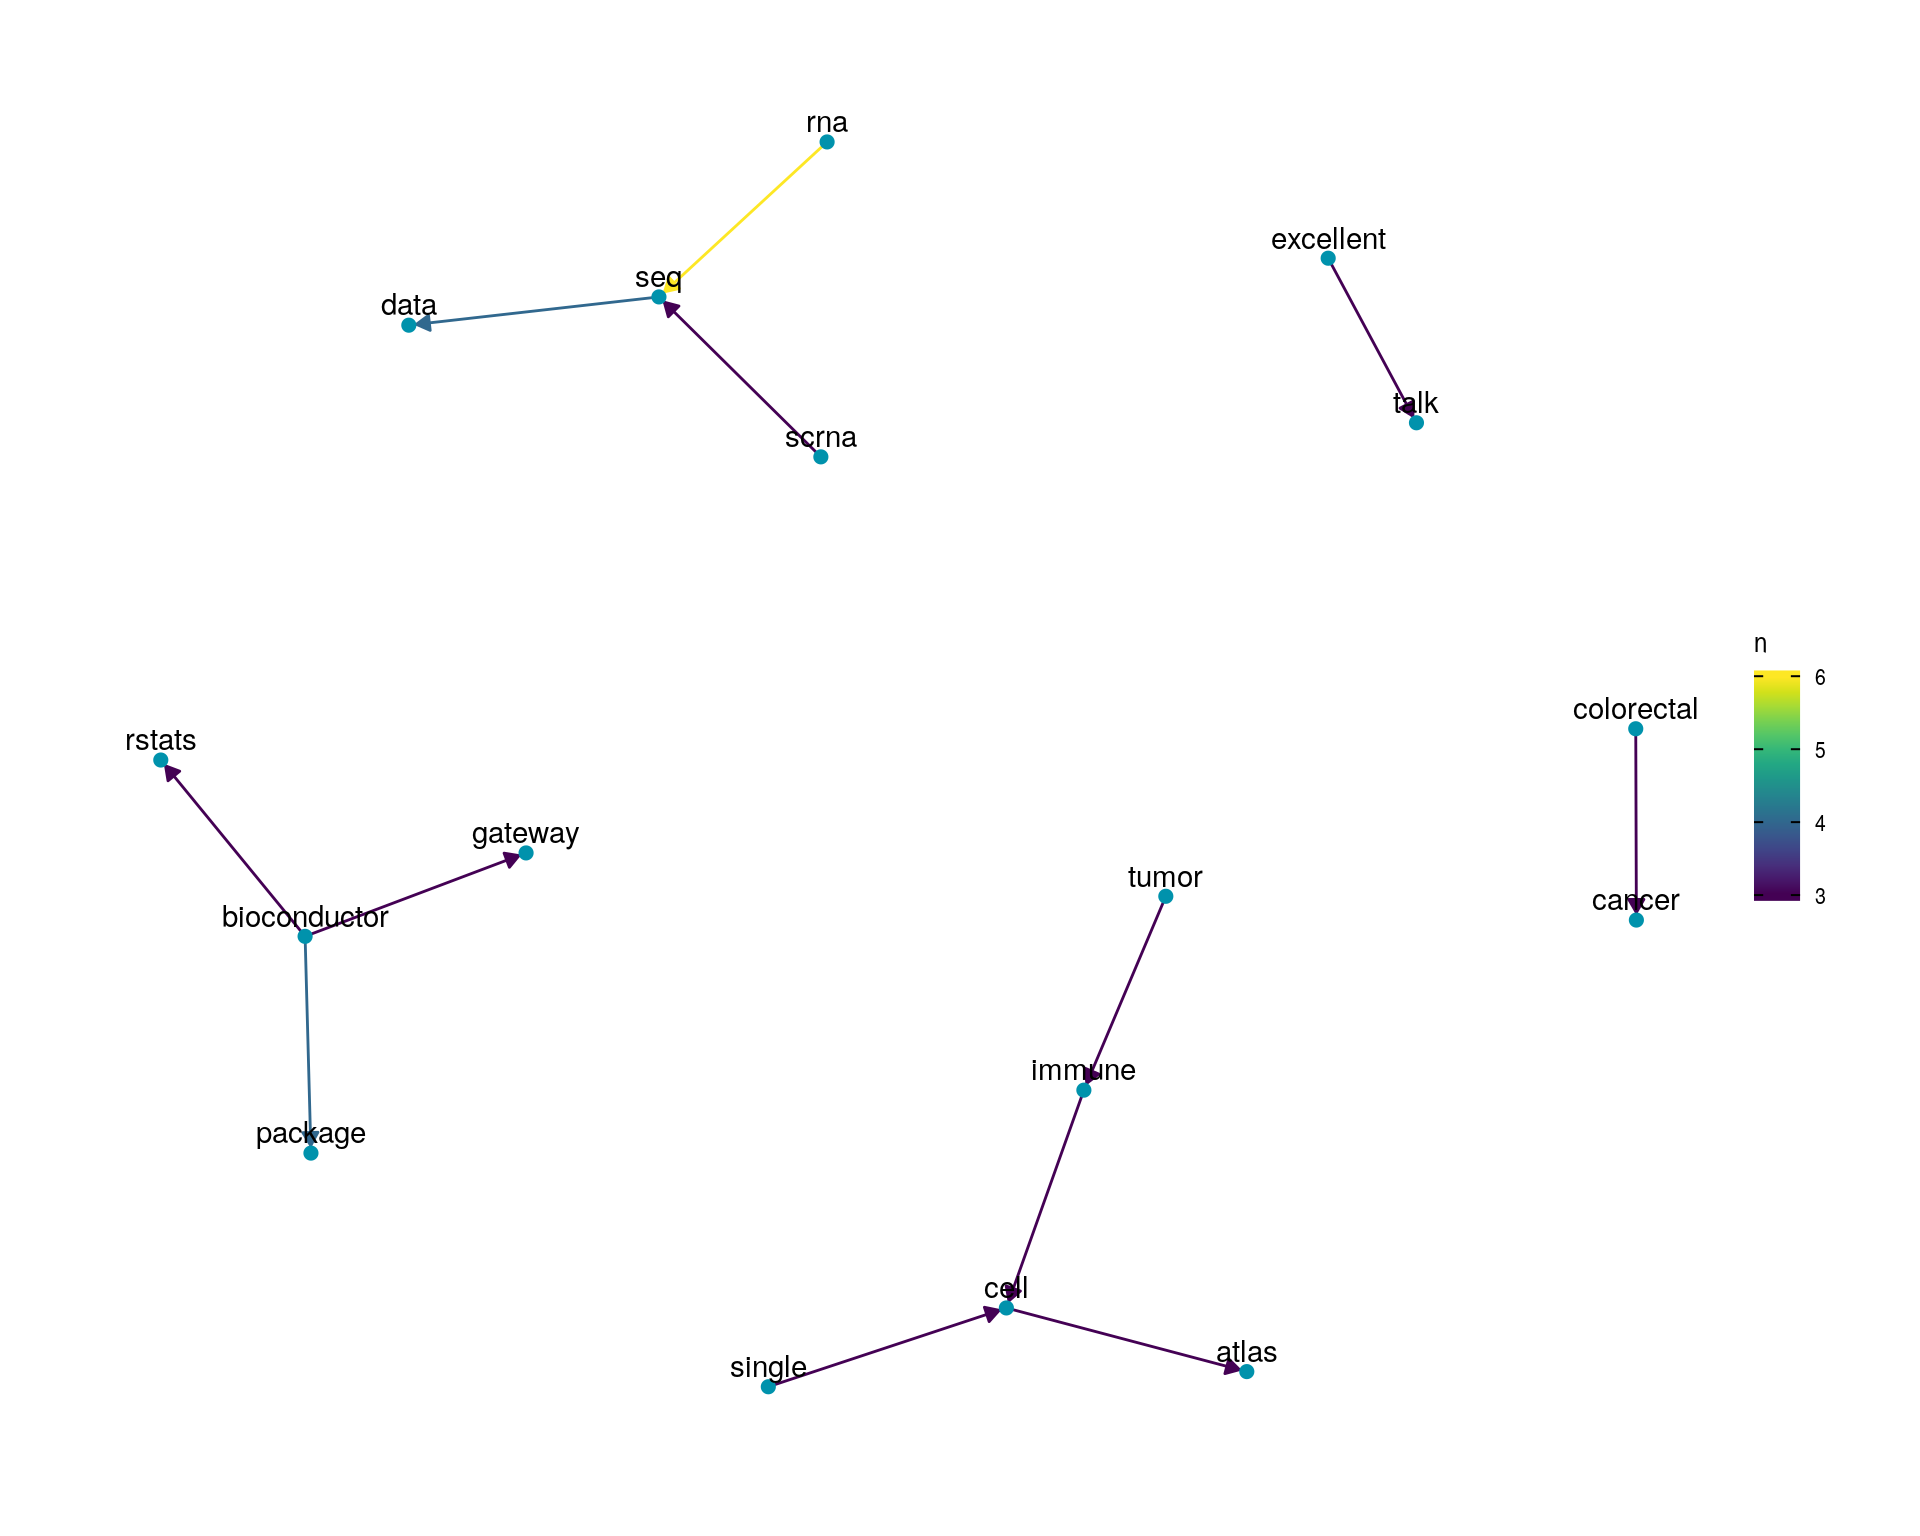 rna
excellent
seq
data
talk
scrna
n
6
colorectal
rstats
5
4
gateway
tumor
3
cancer
bioconductor
immune
package
cell
atlas
single